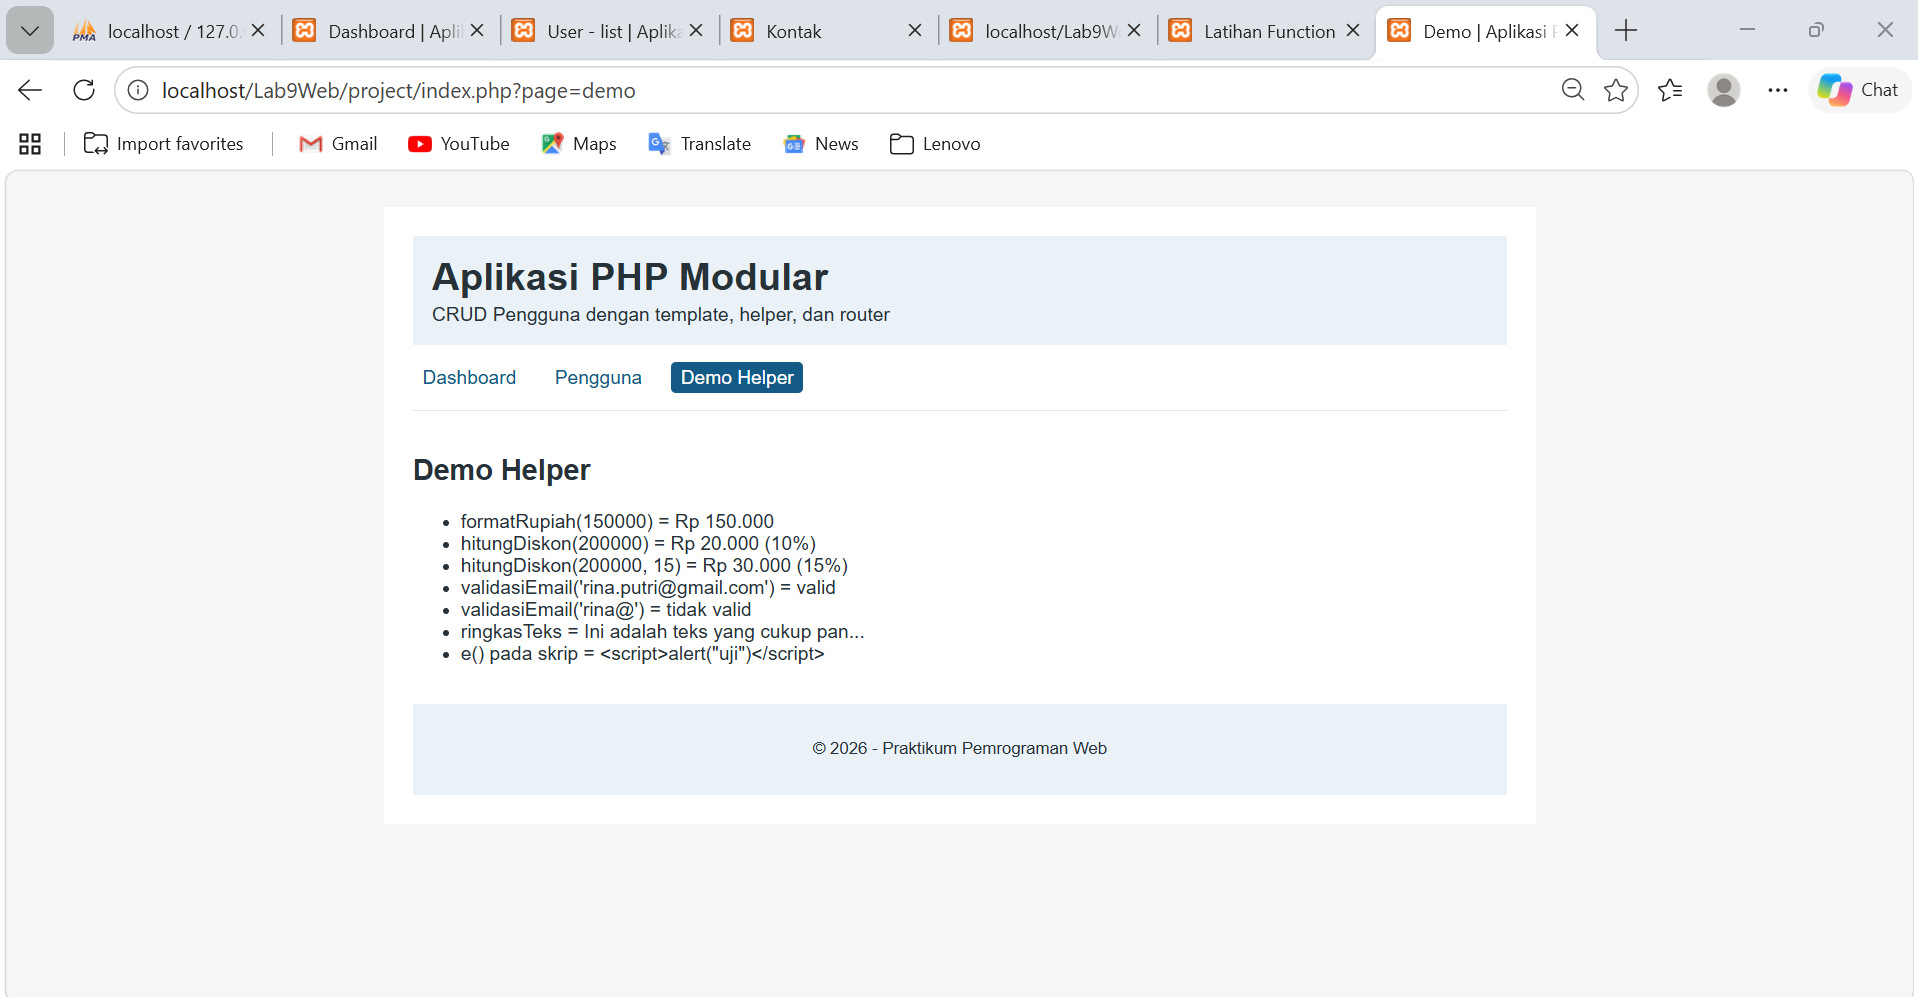 localhost / 127.0.
Dashboard | Apli
User - list | Aplika
Kontak
localhost/Lab9W
Latihan Function
Demo | Aplikasi P
localhost/Lab9Web/project/index.php?page=demo
Chat
Import favorites
Gmail
YouTube
Maps
Translate
News
Lenovo
Aplikasi PHP Modular
CRUD Pengguna dengan template, helper, dan router
Dashboard
Pengguna
Demo Helper
Demo Helper
• formatRupiah(150000) = Rp 150.000
• hitungDiskon(200000) = Rp 20.000 (10%)
• hitungDiskon(200000, 15) = Rp 30.000 (15%)
• validasiEmail('rina.putri@gmail.com') = valid
• validasiEmail('rina@') = tidak valid
• ringkasTeks = Ini adalah teks yang cukup pan...
• e() pada skrip = <script>alert("uji")</script>
© 2026 - Praktikum Pemrograman Web